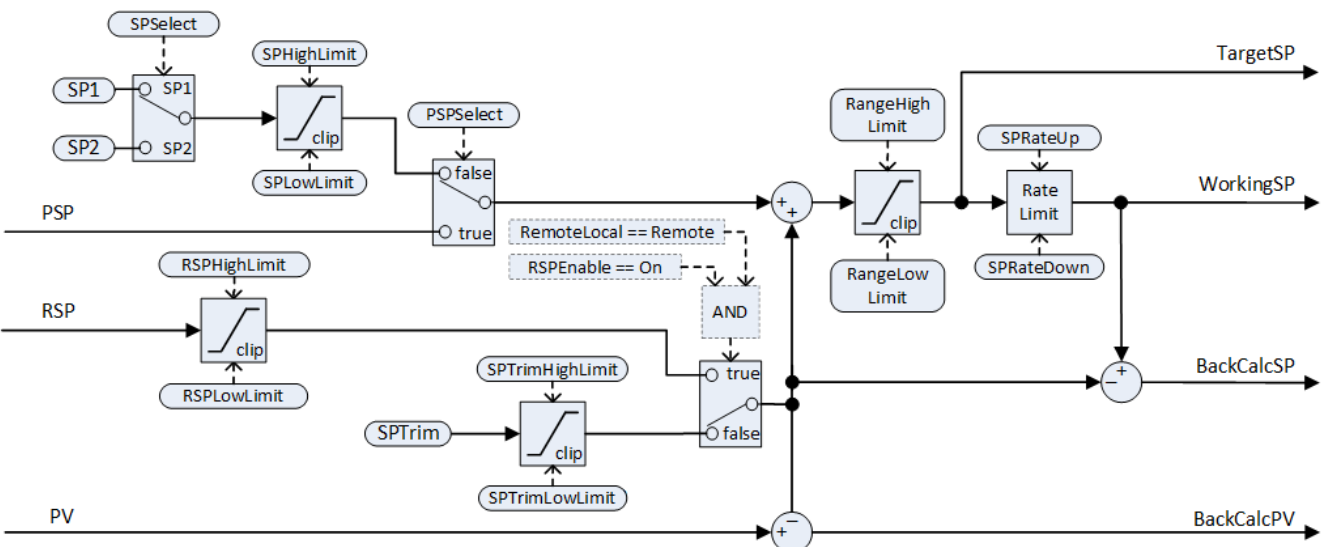 SPSelect
SP1
SP1
SP2
SP2
SPHighLimit
clip
SPLowLimit
PSPSelect
false
true
PSP
RemoteLocal == Remote
RSPEnable == On
AND
RSPHighLimit
RSP
clip
RSPLowLimit
true
false
SPTrimHighLimit
SPTrim
clip
SPTrimLowLimit
PV
+
+
RangeHigh
Limit
clip
RangeLow
Limit
SPRateUp
Rate
Limit
SPRateDown
TargetSP
WorkingSP
+
−
BackCalcSP
−
+
BackCalcPV